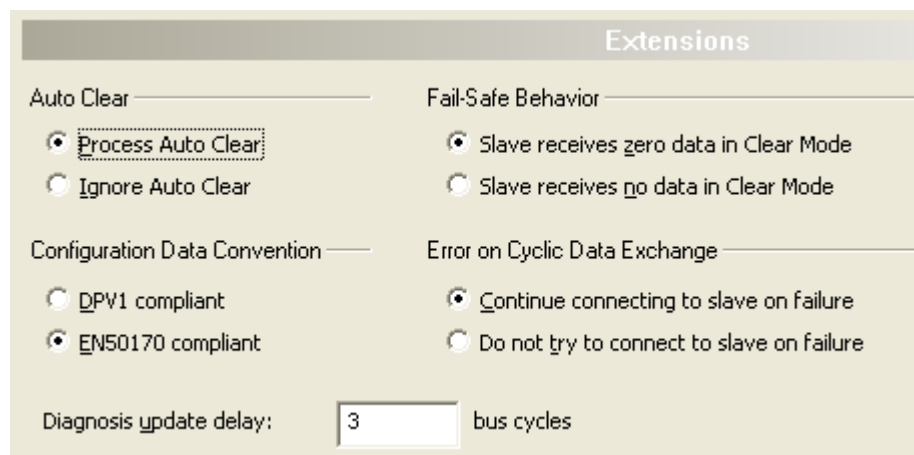 Extensions
Auto Clear
Process Auto Clear
Ignore Auto Clear
Fail-Safe Behavior
Slave receives zero data in Clear Mode
Slave receives no data in Clear Mode
Configuration Data Convention
DPV1 compliant
EN50170 compliant
Error on Cyclic Data Exchange
Continue connecting to slave on failure
Do not try to connect to slave on failure
Diagnosis update delay: 3 bus cycles